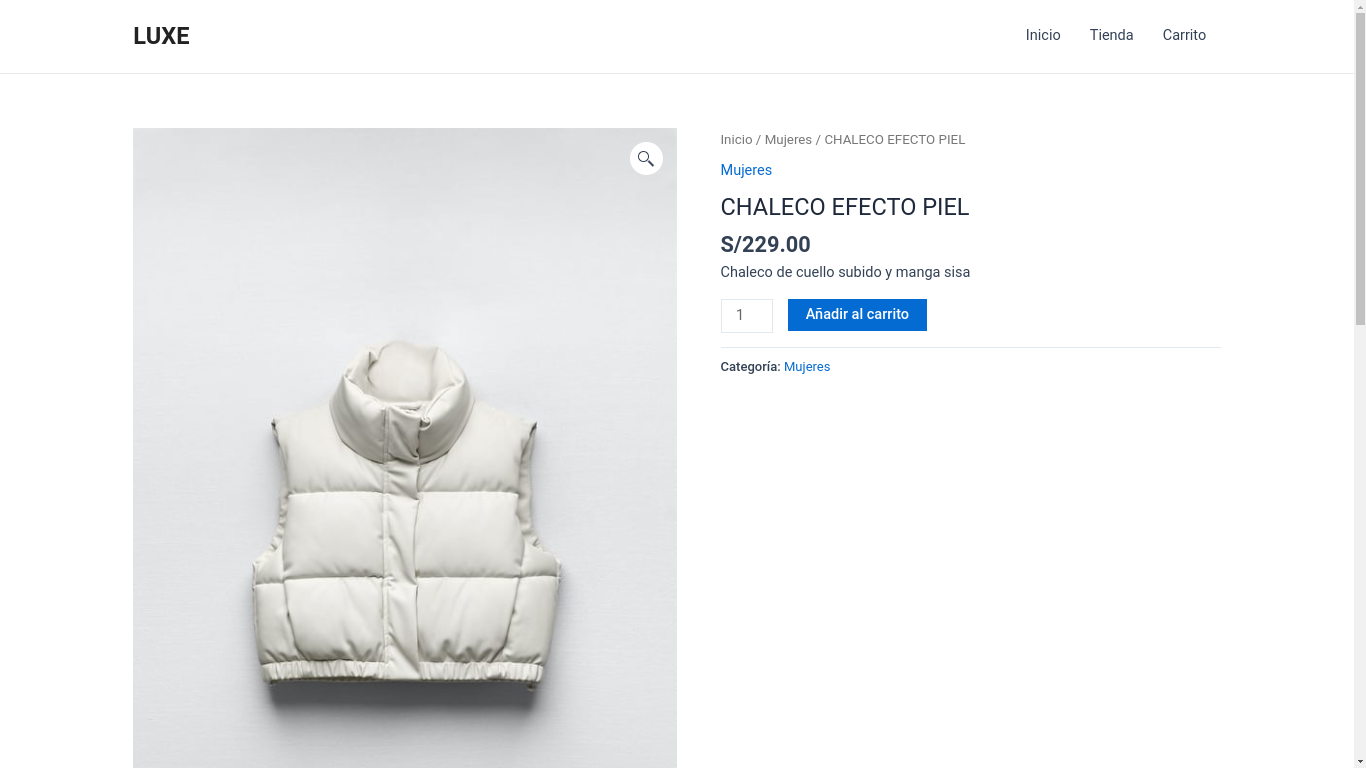 LUXE
Inicio Tienda Carrito
Inicio / Mujeres / CHALECO EFECTO PIEL
Mujeres
CHALECO EFECTO PIEL
S/229.00
Chaleco de cuello subido y manga sisa
1 Añadir al carrito
Categoría: Mujeres